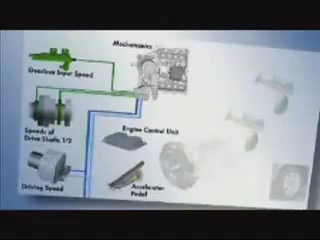 Mechatronics
Gearbox Input Speed
Speeds of
Drive Shafts 1/2
Engine Control Unit
Driving Speed
Accelerator
Pedal